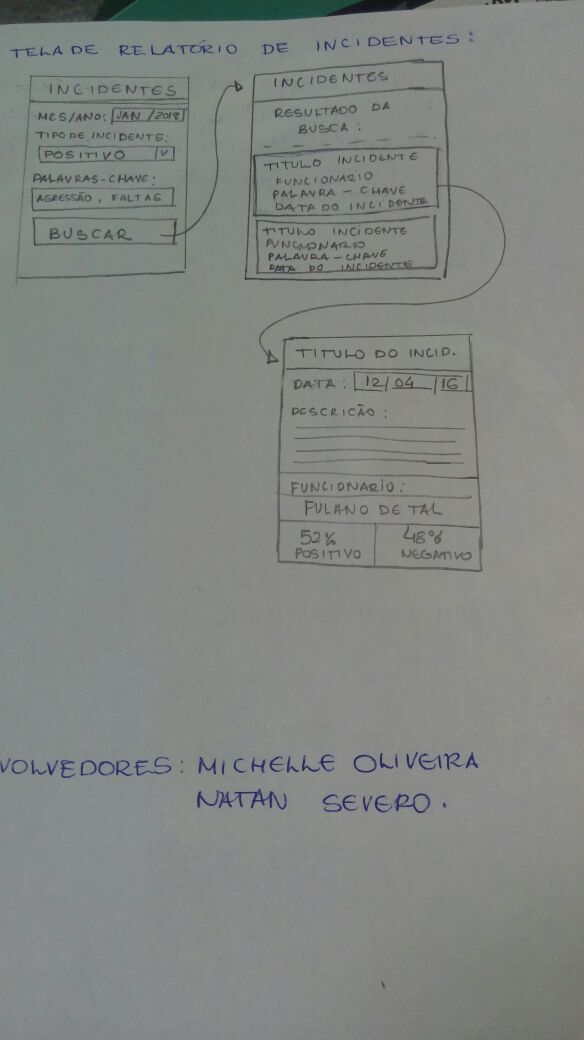 TELA DE RELATÓRIO DE INCIDENTES:
INCIDENTES
MES/ANO: JAN/2018
TIPO DE INCIDENTE:
POSITIVO V
PALAVRAS-CHAVE:
AGRESSÃO, FALTAS
BUSCAR
INCIDENTES
RESULTADO DA
BUSCA:
TITULO INCIDENTE
FUNCIONARIO
PALAVRA-CHAVE
DATA DO INCIDENTE
TITULO INCIDENTE
FUNCIONARIO
PALAVRA-CHAVE
DATA DO INCIDENTE
TITULO DO INCID.
DATA: 12/04/16
DESCRICÃO:
FUNCIONARIO:
FULANO DE TAL
52% 48%
POSITIVO NEGATIVO
VOLVEDORES: MICHELLE OLIVEIRA
NATAN SEVERO.